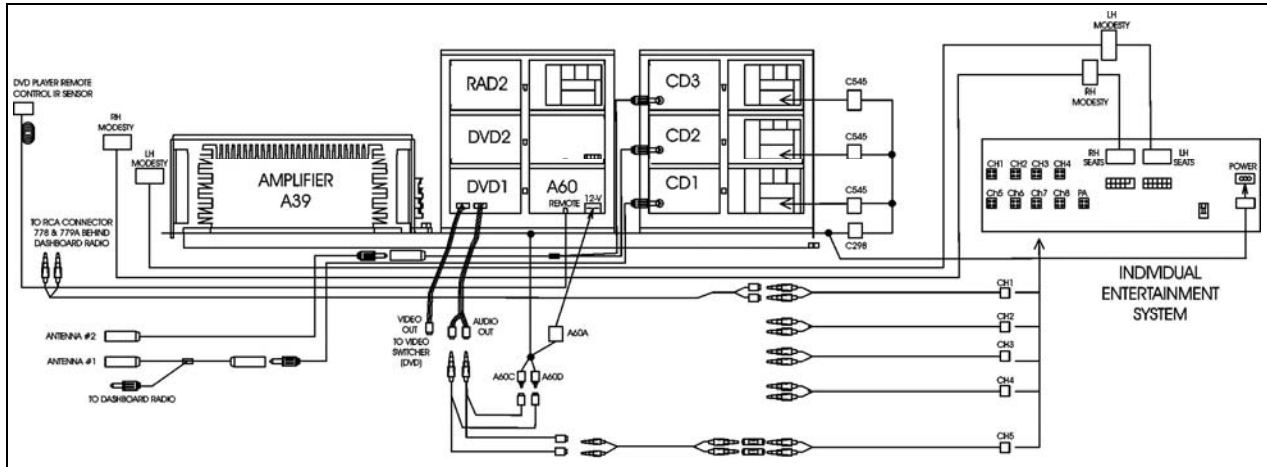 DVD PLAYER REMOTE
CONTROL IR SENSOR
RH
MODESTY
LH
MODESTY
AMPLIFIER
A39
TO RCA CONNECTOR
778 & 779A BEHIND
DASHBOARD RADIO
ANTENNA #2
ANTENNA #1
TO DASHBOARD RADIO
RAD2
DVD2
DVD1
A60
REMOTE
12-V
VIDEO
OUT
TO VIDEO
SWITCHER
(DVD)
AUDIO
OUT
A60A
A60C
A60D
CD3
CD2
CD1
C545
C545
C545
C298
LH
MODESTY
RH
MODESTY
RH
SEATS
LH
SEATS
POWER
CH1 CH2 CH3 CH4
Ch5 Ch6 Ch7 Ch8 PA
INDIVIDUAL
ENTERTAINMENT
SYSTEM
CH1
CH2
CH3
CH4
CH5